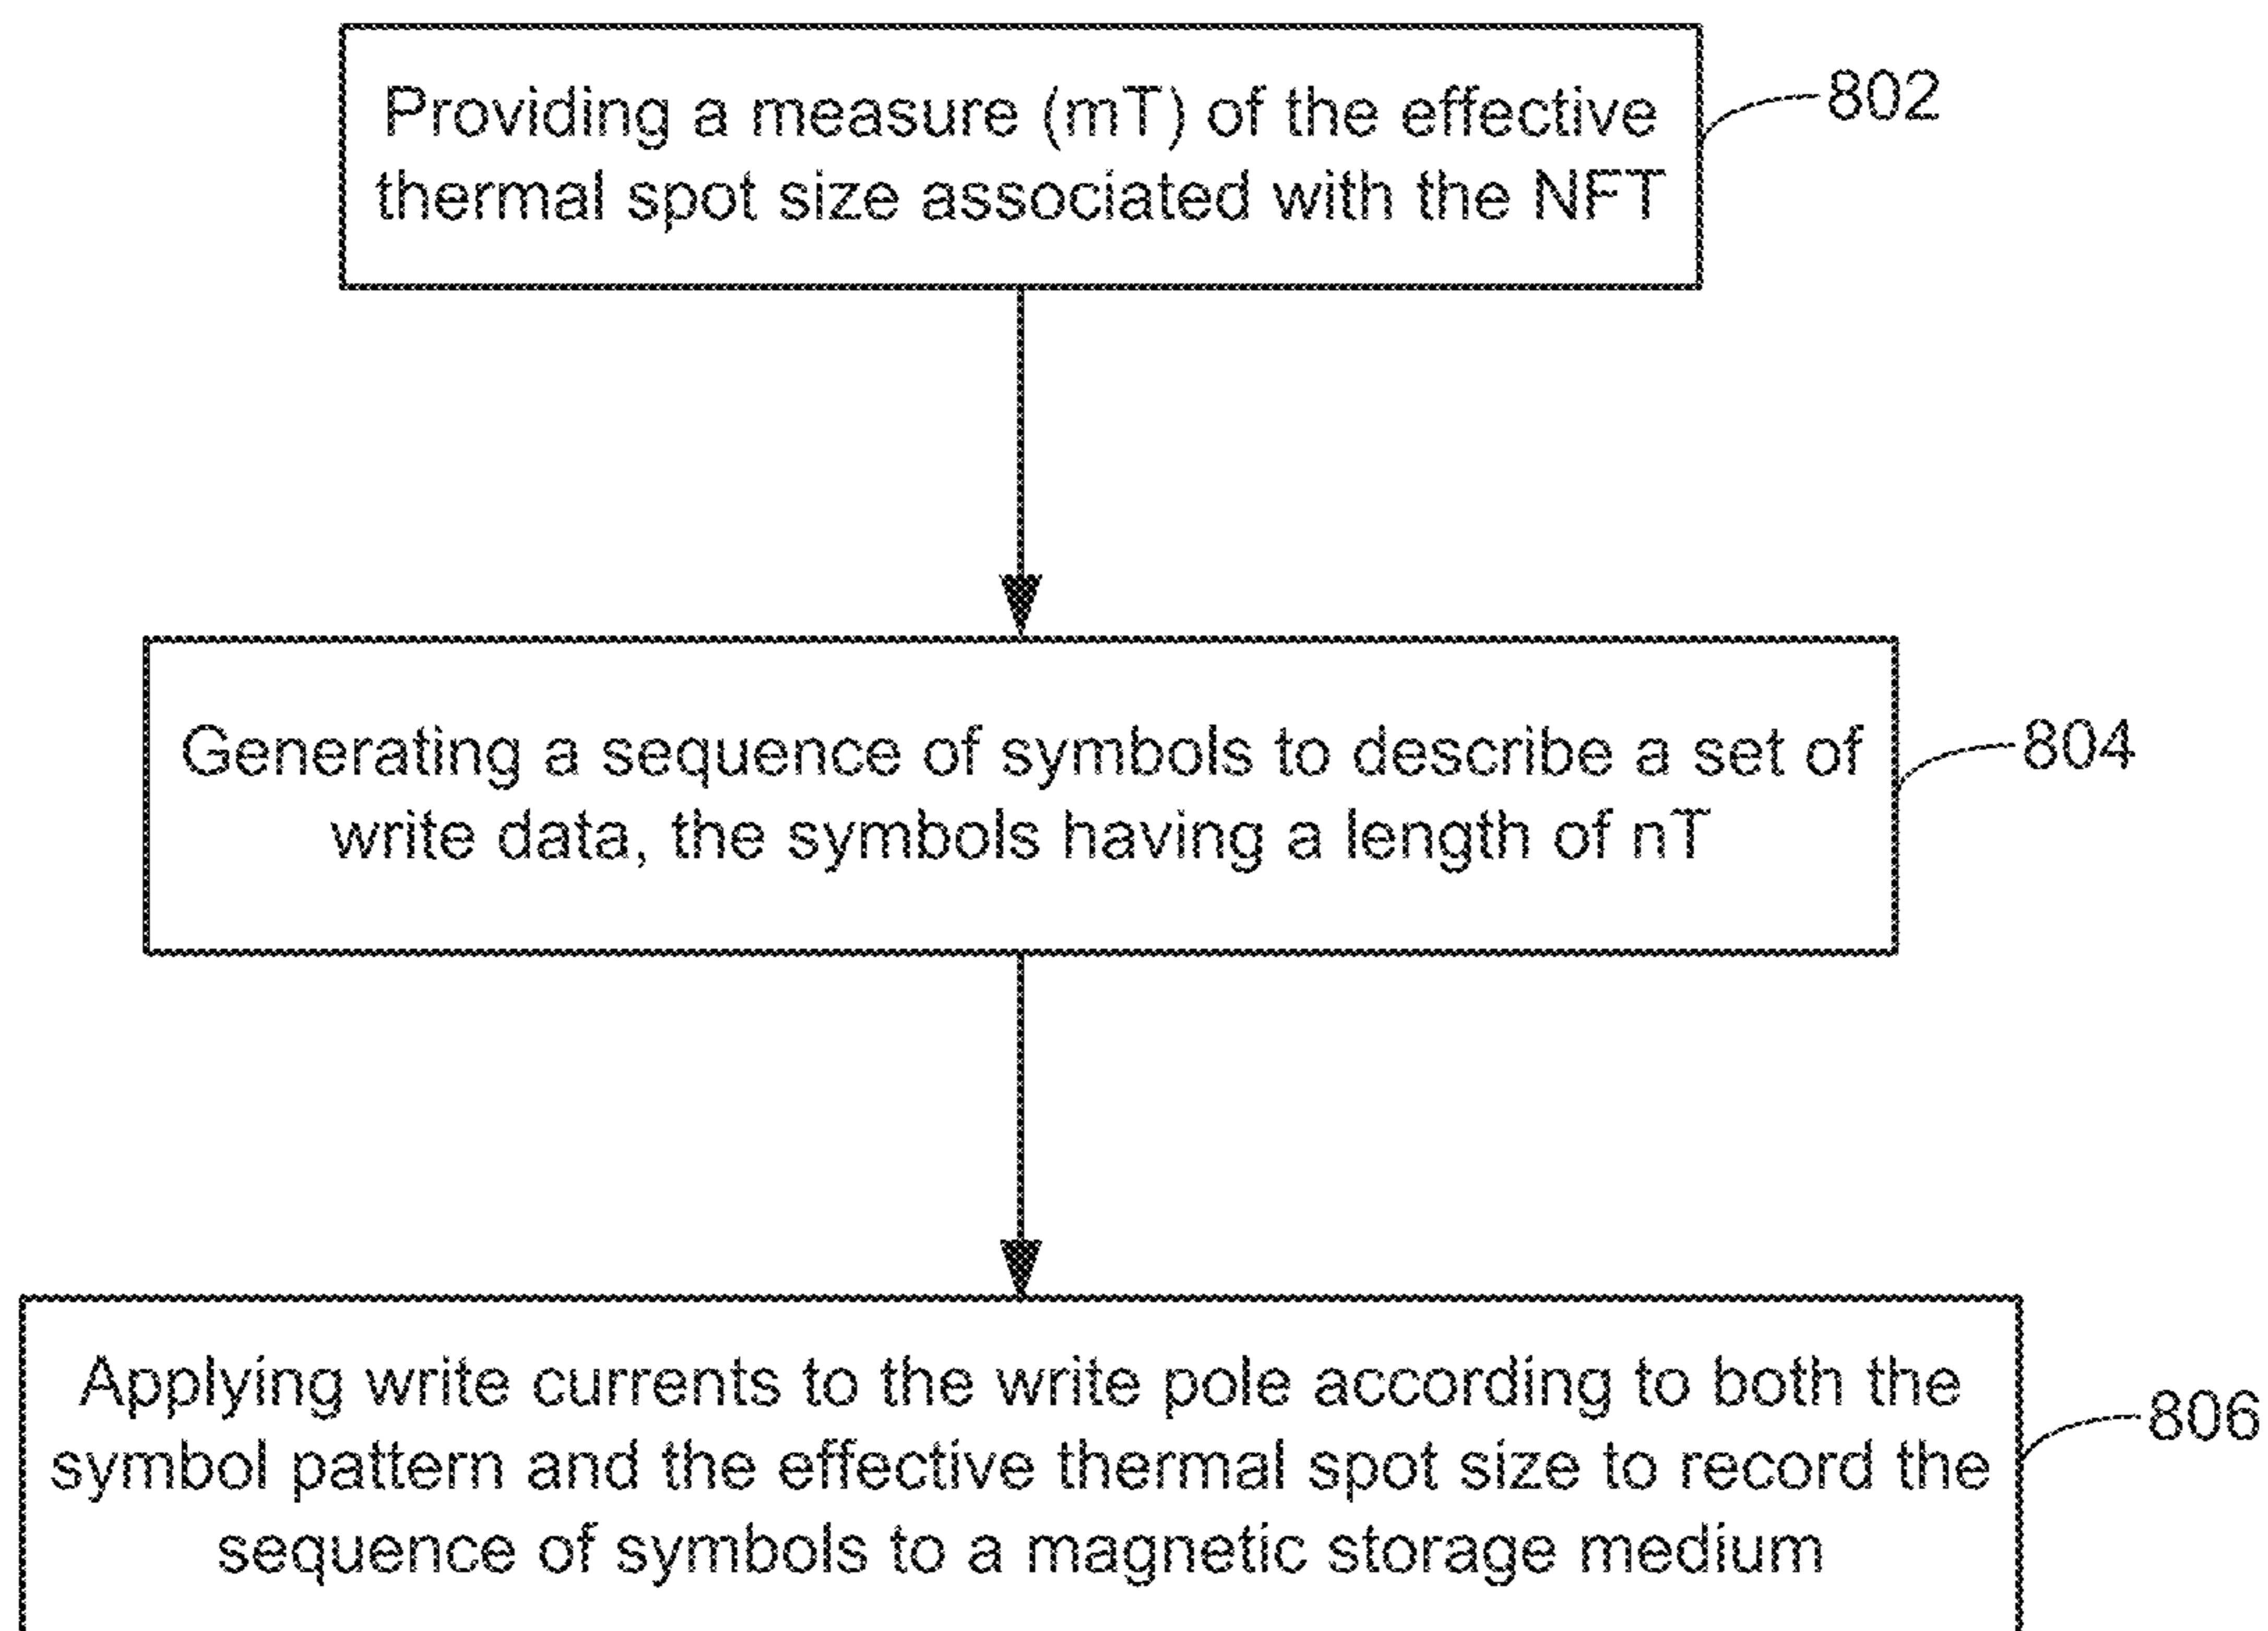 Providing a measure (mT) of the effective
thermal spot size associated with the NFT
802
Generating a sequence of symbols to describe a set of
write data, the symbols having a length of nT
804
Applying write currents to the write pole according to both the
symbol pattern and the effective thermal spot size to record the
sequence of symbols to a magnetic storage medium
806